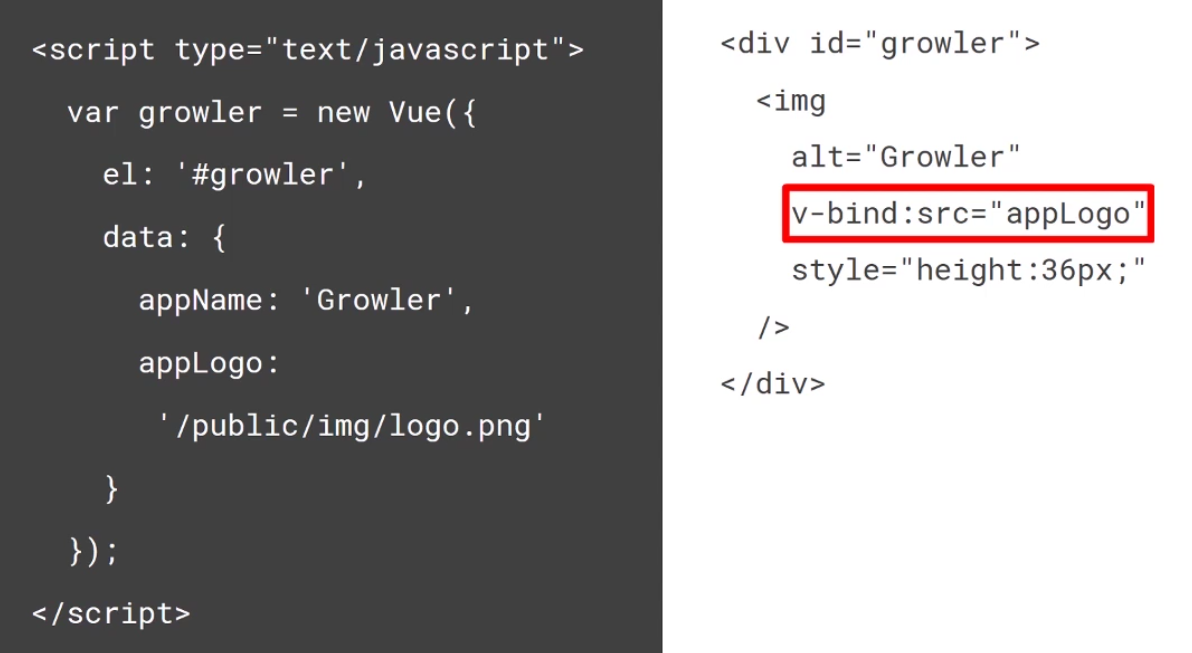 <script type="text/javascript">
  var growler = new Vue({
    el: '#growler',
    data: {
      appName: 'Growler',
      appLogo:
       '/public/img/logo.png'
    }
  });
</script>
<div id="growler">
  <img
    alt="Growler"
    v-bind:src="appLogo"
    style="height:36px;"
  />
</div>